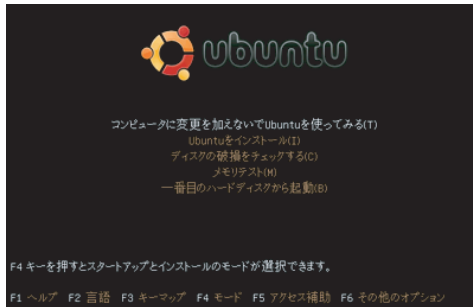 ubuntu
コンピュータに変更を加えないでUbuntuを使ってみる(T)
Ubuntuをインストール(I)
ディスクの破損をチェックする(C)
メモリテスト(M)
一番目のハードディスクから起動(B)
F4 キーを押すとスタートアップとインストールのモードが選択できます。
F1 ヘルプ F2 言語 F3 キーマップ F4 モード F5 アクセス補助 F6 その他のオプション